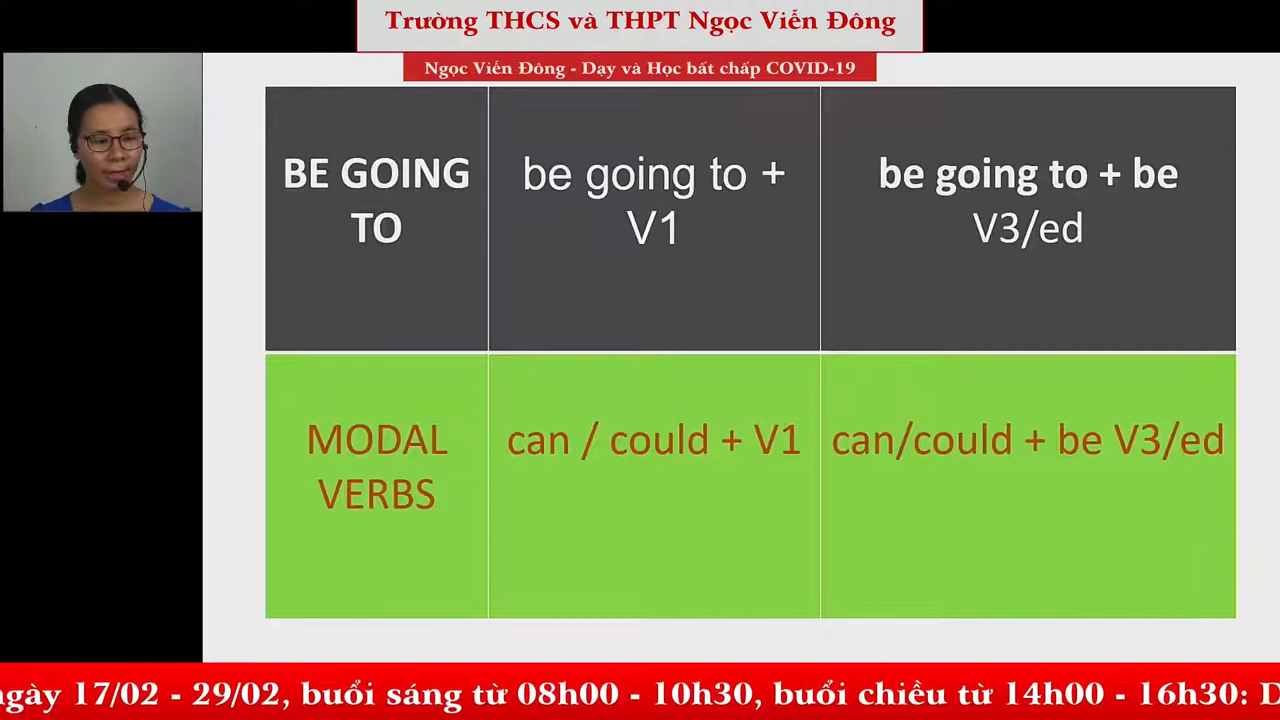 Trường THCS và THPT Ngọc Viễn Đông
Ngọc Viễn Đông - Dạy và Học bất chấp COVID-19
BE GOING
TO
be going to +
V1
be going to + be
V3/ed
MODAL
VERBS
can / could + V1
can/could + be V3/ed
ngày 17/02 - 29/02, buổi sáng từ 08h00 - 10h30, buổi chiều từ 14h00 - 16h30: D